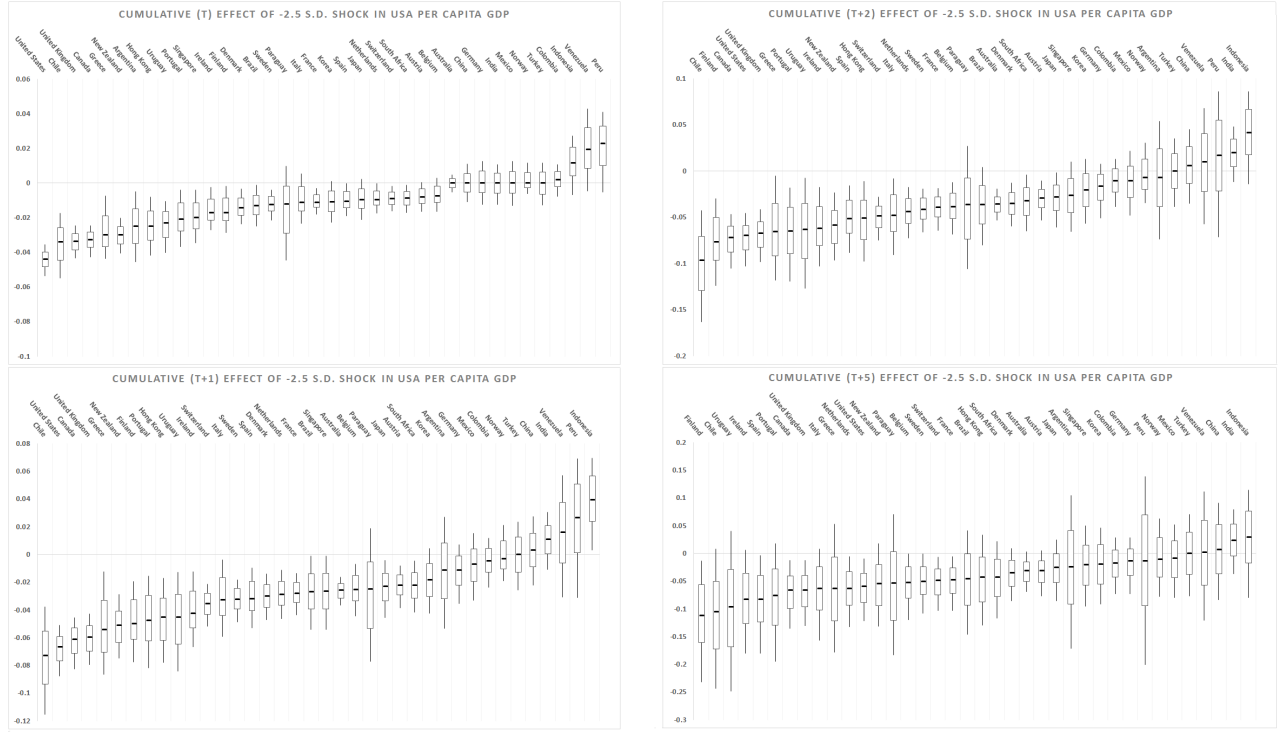 CUMULATIVE (T) EFFECT OF -2.5 S.D. SHOCK IN USA PER CAPITA GDP
United States
Chile
United Kingdom
Canada
Greece
New Zealand
Argentina
Hong Kong
Uruguay
Portugal
Singapore
Ireland
Finland
Denmark
Brazil
Sweden
Paraguay
Italy
France
Korea
Spain
Japan
Netherlands
Switzerland
South Africa
Austria
Belgium
Australia
China
Germany
India
Mexico
Norway
Turkey
Colombia
Indonesia
Venezuela
Peru
0.06
0.04
0.02
0
-0.02
-0.04
-0.06
-0.08
-0.1
CUMULATIVE (T+2) EFFECT OF -2.5 S.D. SHOCK IN USA PER CAPITA GDP
Chile
Finland
Canada
United States
United Kingdom
Greece
Portugal
Uruguay
Ireland
New Zealand
Spain
Hong Kong
Switzerland
Italy
Netherlands
Sweden
France
Belgium
Paraguay
Brazil
Australia
Denmark
South Africa
Austria
Japan
Singapore
Korea
Germany
Colombia
Mexico
Norway
Argentina
Turkey
China
Venezuela
Peru
India
Indonesia
0.1
0.05
0
-0.05
-0.1
-0.15
-0.2
CUMULATIVE (T+1) EFFECT OF -2.5 S.D. SHOCK IN USA PER CAPITA GDP
Chile
United States
Canada
United Kingdom
Greece
New Zealand
Finland
Portugal
Hong Kong
Uruguay
Ireland
Switzerland
Italy
Sweden
Spain
Denmark
Netherlands
France
Brazil
Singapore
Australia
Belgium
Japan
Paraguay
Austria
South Africa
Korea
Argentina
Germany
Mexico
Colombia
Norway
Turkey
China
India
Venezuela
Peru
Indonesia
0.08
0.06
0.04
0.02
0
-0.02
-0.04
-0.06
-0.08
-0.1
-0.12
CUMULATIVE (T+5) EFFECT OF -2.5 S.D. SHOCK IN USA PER CAPITA GDP
Finland
Chile
Uruguay
Ireland
Spain
Portugal
Canada
United Kingdom
Italy
Greece
Netherlands
United States
New Zealand
Paraguay
Belgium
Sweden
Switzerland
France
Brazil
Hong Kong
South Africa
Denmark
Australia
Austria
Japan
Argentina
Singapore
Korea
Colombia
Germany
Peru
Norway
Mexico
Turkey
Venezuela
China
India
Indonesia
0.2
0.15
0.1
0.05
0
-0.05
-0.1
-0.15
-0.2
-0.25
-0.3